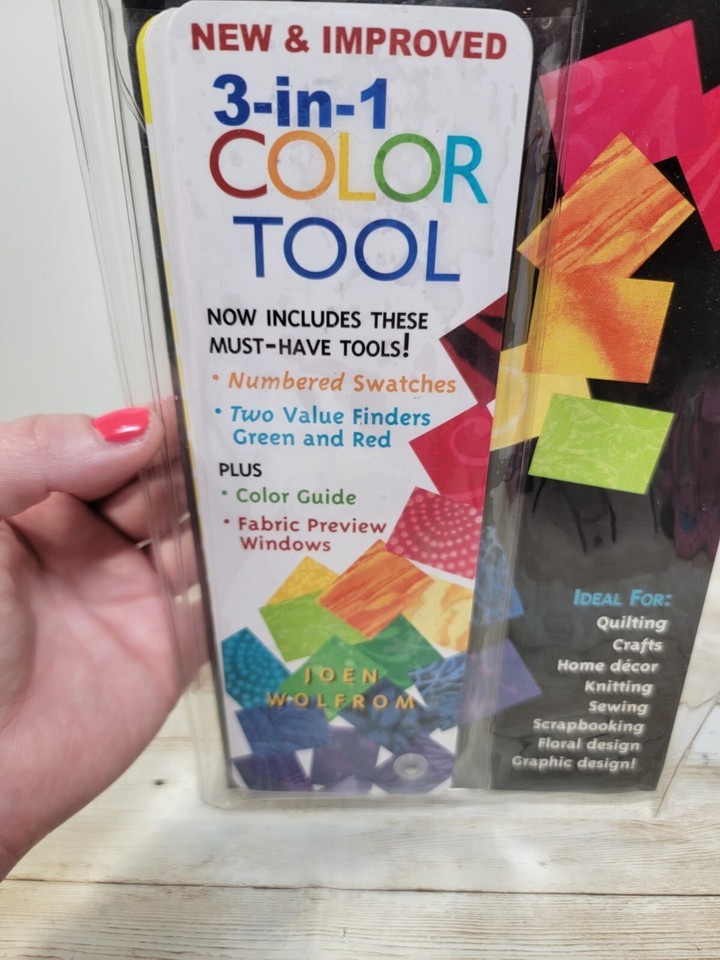 NEW & IMPROVED
3-in-1
COLOR
TOOL
NOW INCLUDES THESE
MUST-HAVE TOOLS!
• Numbered Swatches
• Two Value Finders
Green and Red
PLUS
• Color Guide
• Fabric Preview
Windows
JOEN
WOLFROM
IDEAL FOR:
Quilting
Crafts
Home décor
Knitting
Sewing
Scrapbooking
Floral design
Graphic design!